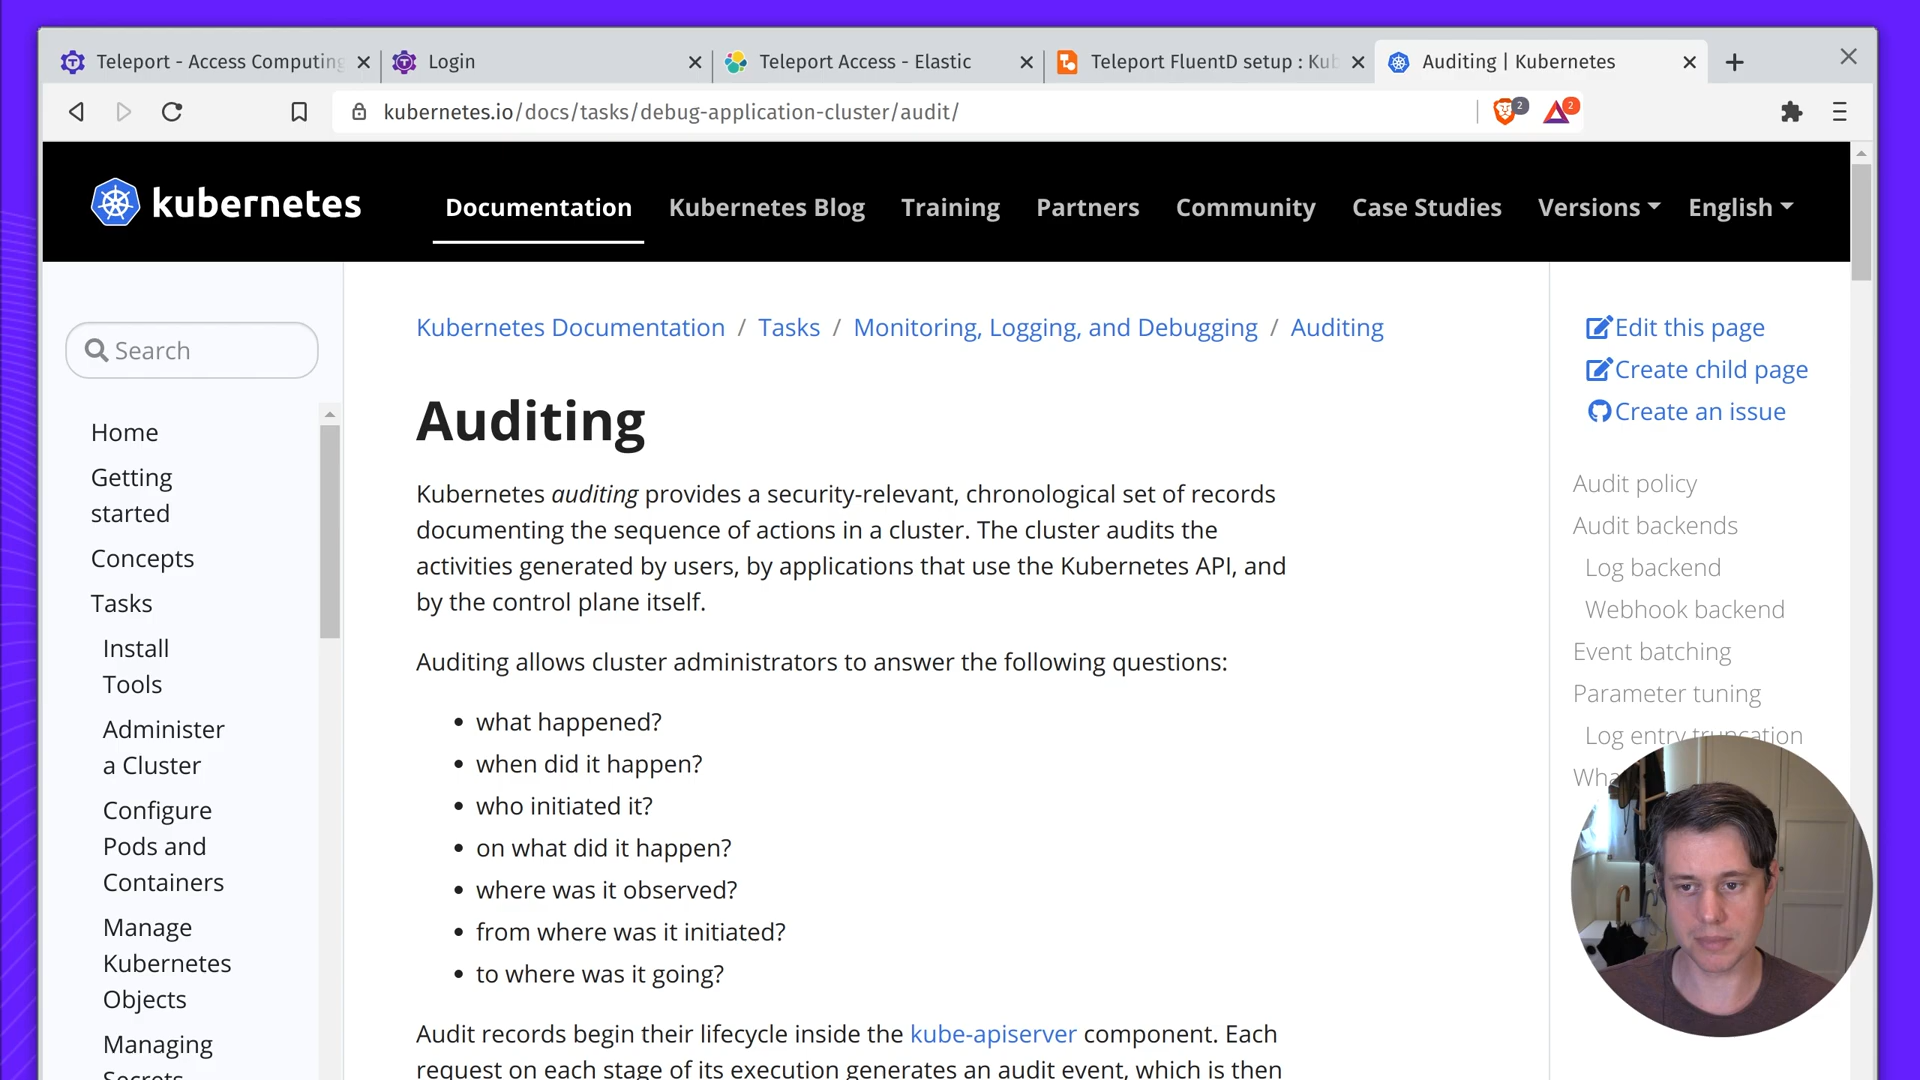 Teleport - Access Computing
Login
Teleport Access - Elastic
Teleport FluentD setup : Kub
Auditing | Kubernetes
kubernetes.io/docs/tasks/debug-application-cluster/audit/
2
2
kubernetes
Documentation
Kubernetes Blog
Training
Partners
Community
Case Studies
Versions
English
Search
Home
Getting
started
Concepts
Tasks
Install
Tools
Administer
a Cluster
Configure
Pods and
Containers
Manage
Kubernetes
Objects
Managing
Secrets
Kubernetes Documentation / Tasks / Monitoring, Logging, and Debugging / Auditing
Auditing
Kubernetes auditing provides a security-relevant, chronological set of records
documenting the sequence of actions in a cluster. The cluster audits the
activities generated by users, by applications that use the Kubernetes API, and
by the control plane itself.
Auditing allows cluster administrators to answer the following questions:
• what happened?
• when did it happen?
• who initiated it?
• on what did it happen?
• where was it observed?
• from where was it initiated?
• to where was it going?
Audit records begin their lifecycle inside the kube-apiserver component. Each
request on each stage of its execution generates an audit event, which is then
Edit this page
Create child page
Create an issue
Audit policy
Audit backends
Log backend
Webhook backend
Event batching
Parameter tuning
Log entry truncation